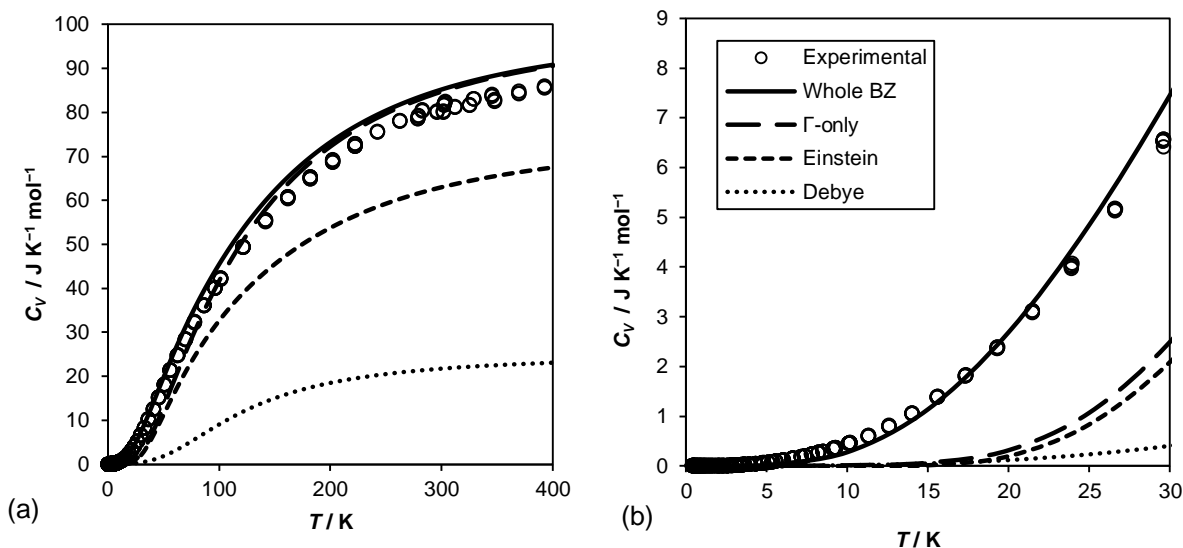 100
90
80
70
60
50
40
30
20
10
0
C_V / J K⁻¹ mol⁻¹
0 100 200 300 400
T / K
(a)
9
8
7
6
5
4
3
2
1
0
C_V / J K⁻¹ mol⁻¹
Experimental
Whole BZ
Γ-only
Einstein
Debye
0 5 10 15 20 25 30
T / K
(b)